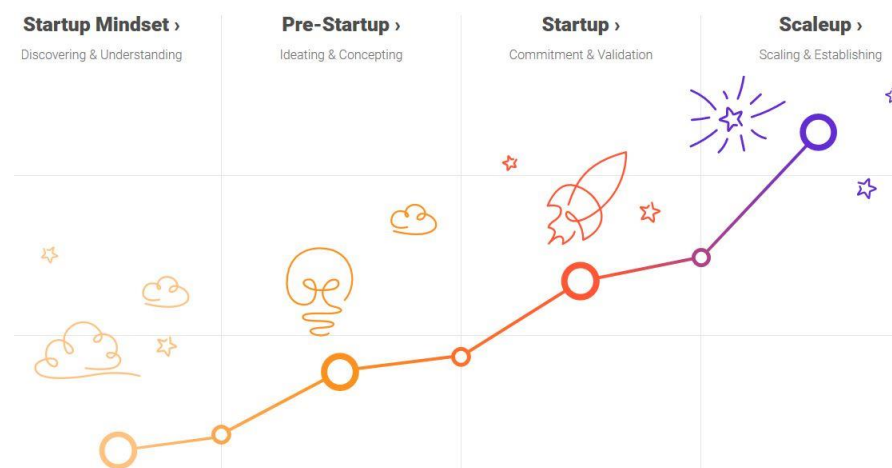 Startup Mindset ›
Discovering & Understanding
Pre-Startup ›
Ideating & Concepting
Startup ›
Commitment & Validation
Scaleup ›
Scaling & Establishing